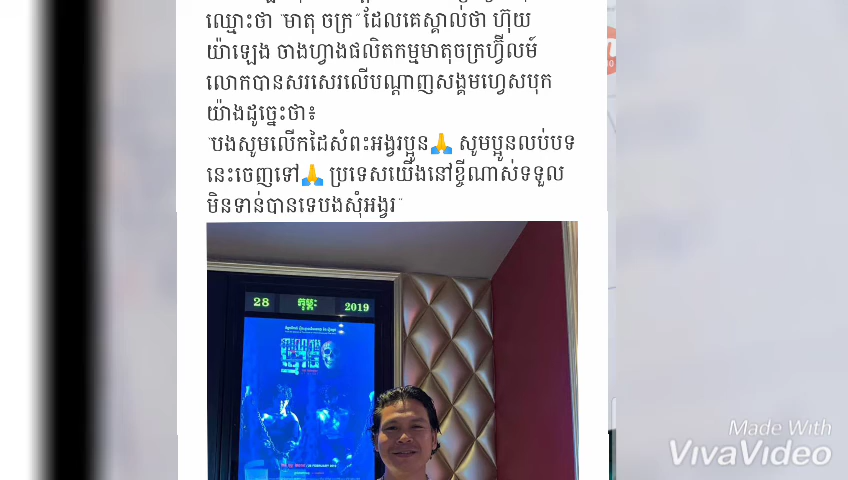 ឈ្មោះថា "មាតុ ចក្រ" ដែលគេស្គាល់ថា ហ៊ុយ
យ៉ាឡេង ចាងហ្វាងផលិតកម្មមាតុចក្រហ្វីលម៍
លោកបានសរសេរលើបណ្តាញសង្គមហ្វេសបុក
យ៉ាងដូច្នេះថា៖
"បងសូមលើកដៃសំពះអង្វរប្អូន🙏 សូមប្អូនលប់បទ
នេះចេញទៅ🙏 ប្រទេសយើងនៅខ្ចីណាស់ទទួល
មិនទាន់បានទេបងសុំអង្វរ"
28 កុម្ភៈ 2019
Made With
VivaVideo